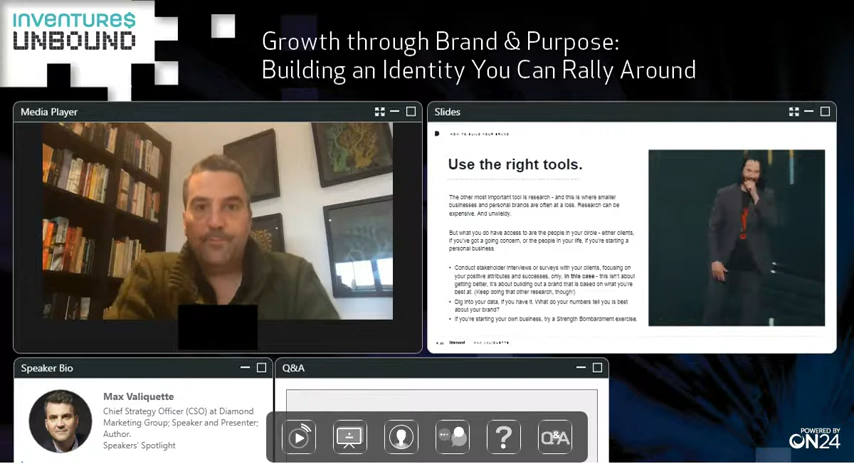 INVENTURE$
UNBOUND
Growth through Brand & Purpose:
Building an Identity You Can Rally Around
Media Player
Slides
HOW TO BUILD YOUR BRAND
Use the right tools.
The other most important tool is research - and this is where smaller
businesses and personal brands are often at a loss. Research can be
expensive. And unwieldy.
But what you do have access to are the people in your circle - either clients,
if you've got a going concern, or the people in your life, if you're starting a
personal business.
• Conduct stakeholder interviews or surveys with your clients, focusing on
your positive attributes and successes, only, in this case - this isn't about
getting better, it's about building out a brand that is based on what you're
best at. (Keep doing that other research, though!)
• Dig into your data, if you have it. What do your numbers tell you is best
about your brand?
• If you're starting your own business, try a Strength Bombardment exercise.
Diamond
MAX VALIQUETTE
Speaker Bio
Q&A
Max Valiquette
Chief Strategy Officer (CSO) at Diamond
Marketing Group; Speaker and Presenter;
Author.
Speakers' Spotlight
?
Q&A
POWERED BY
ON24